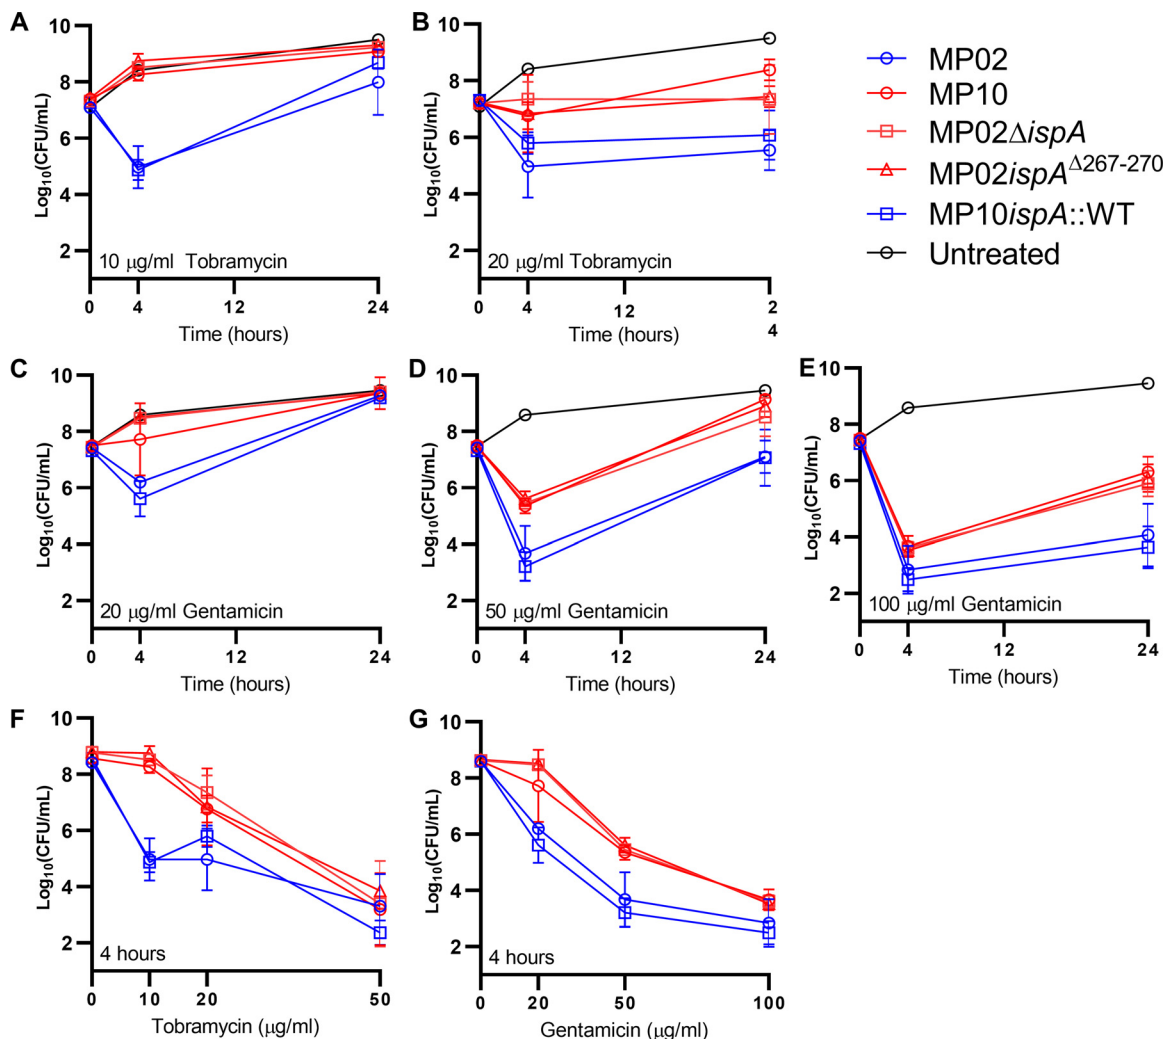 A
10
8
6
4
2
Log10(CFU/mL)
10 μg/ml Tobramycin
0 4 12 24
Time (hours)
B
10
8
6
4
2
Log10(CFU/mL)
20 μg/ml Tobramycin
0 4 12 2
4
Time (hours)
MP02
MP10
MP02ΔispA
MP02ispAΔ267-270
MP10ispA::WT
Untreated
C
10
8
6
4
2
Log10(CFU/mL)
20 μg/ml Gentamicin
0 4 12 24
Time (hours)
D
10
8
6
4
2
Log10(CFU/mL)
50 μg/ml Gentamicin
0 4 12 24
Time (hours)
E
10
8
6
4
2
Log10(CFU/mL)
100 μg/ml Gentamicin
0 4 12 24
Time (hours)
F
10
8
6
4
2
Log10(CFU/mL)
4 hours
0 10 20 50
Tobramycin (μg/ml)
G
10
8
6
4
2
Log10(CFU/mL)
4 hours
0 20 50 100
Gentamicin (μg/ml)